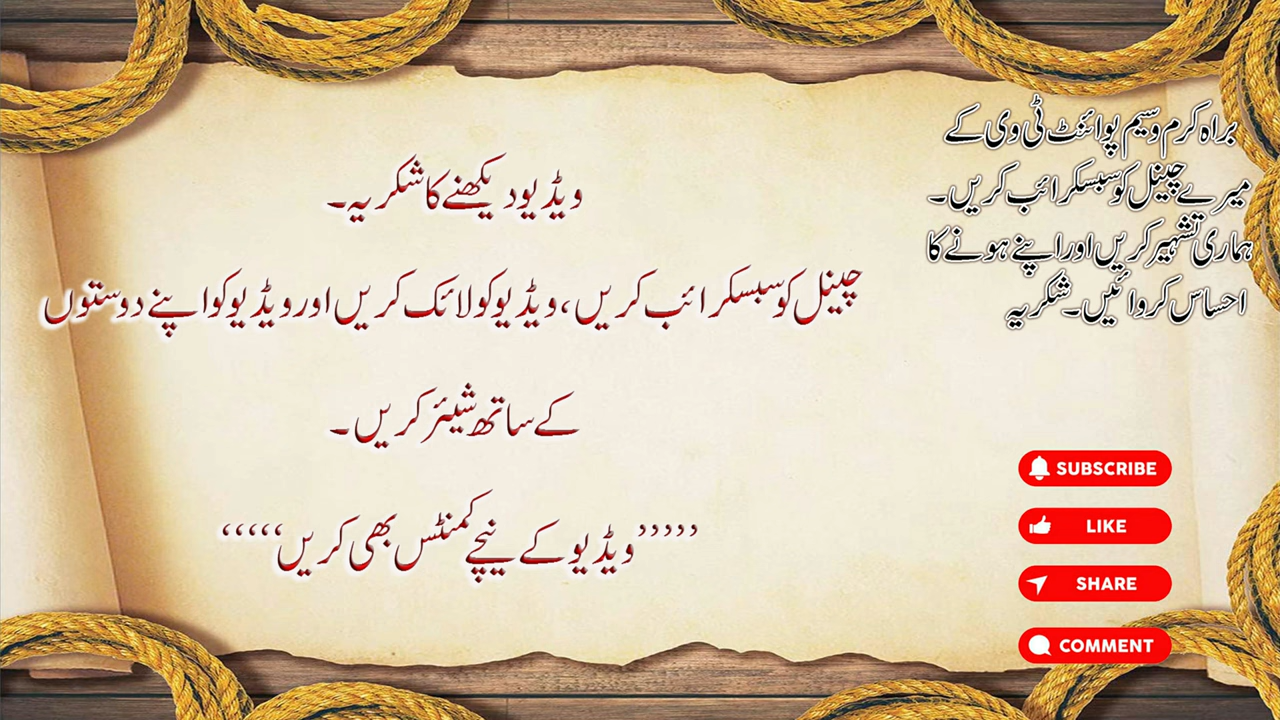 براہ کرم وسیم پوائنٹ ٹی وی کے
میرے چینل کو سبسکرائب کریں۔
ہماری تشہیر کریں اور اپنے ہونے کا
احساس کروائیں۔ شکریہ
ویڈیو دیکھنے کا شکریہ۔
چینل کو سبسکرائب کریں، ویڈیو کو لائک کریں اور ویڈیو کو اپنے دوستوں
کے ساتھ شیئر کریں۔
’’’’’ویڈیو کے نیچے کمنٹس بھی کریں‘‘‘‘‘
SUBSCRIBE
LIKE
SHARE
COMMENT